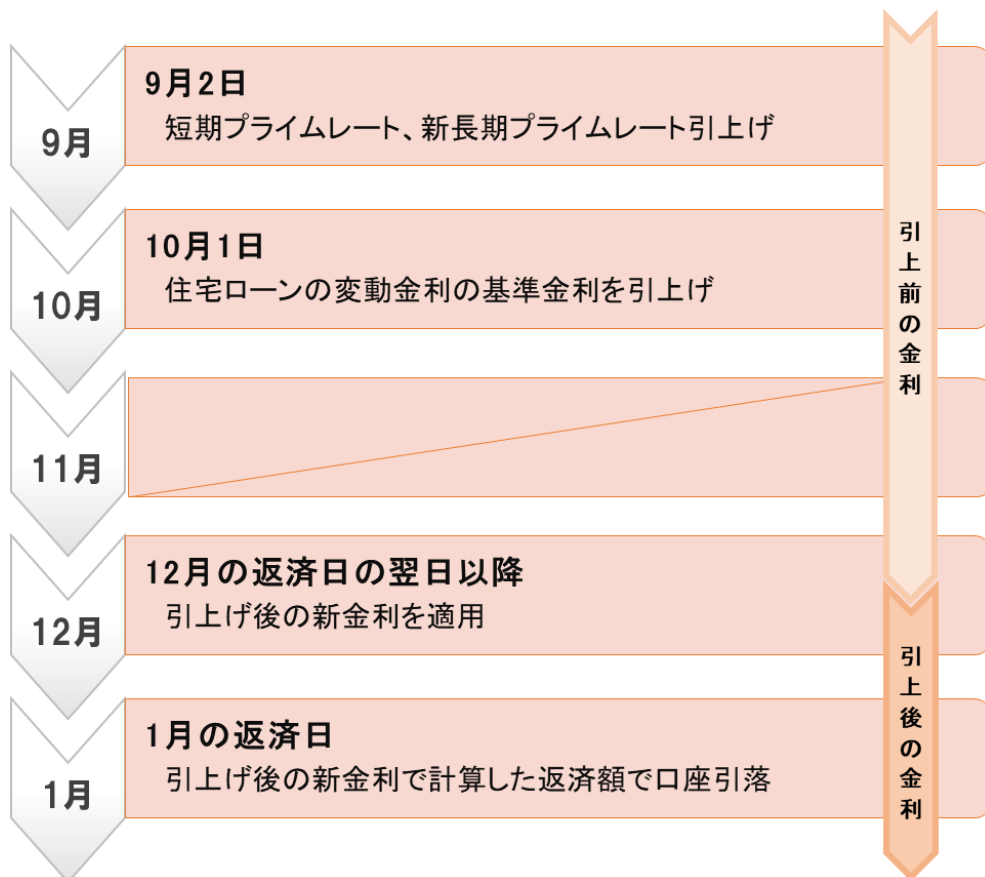 9月
9月2日
短期プライムレート、新長期プライムレート引上げ
10月
10月1日
住宅ローンの変動金利の基準金利を引上げ
11月
12月
12月の返済日の翌日以降
引上げ後の新金利を適用
1月
1月の返済日
引上げ後の新金利で計算した返済額で口座引落
引上前の金利
引上後の金利